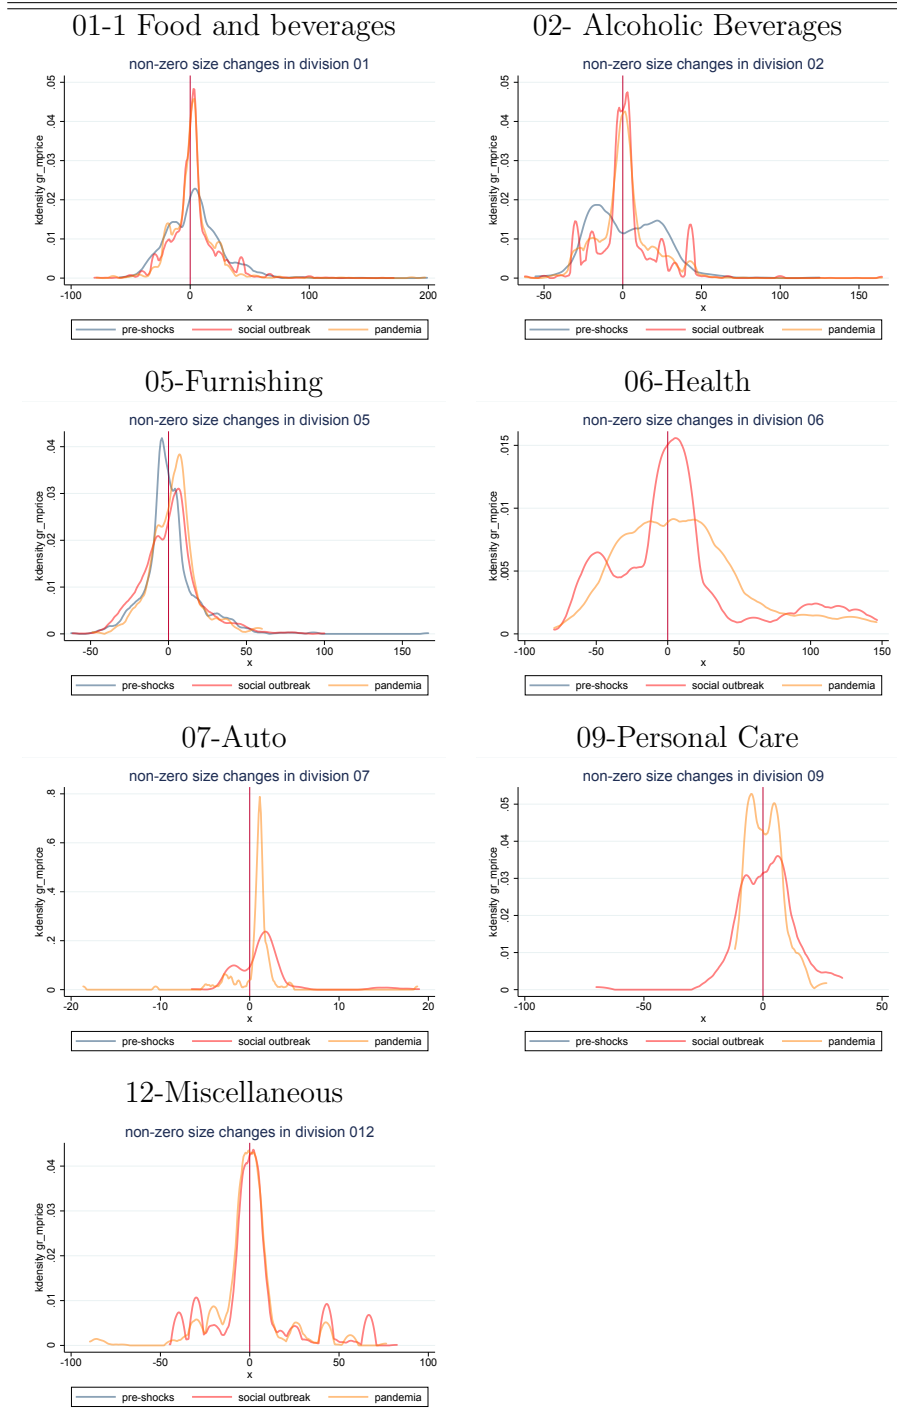 01-1 Food and beverages
non-zero size changes in division 01
kdensity gr_mprice
.05
.04
.03
.02
.01
0
-100 0 100 200
x
pre-shocks social outbreak pandemia
02- Alcoholic Beverages
non-zero size changes in division 02
kdensity gr_mprice
.05
.04
.03
.02
.01
0
-50 0 50 100 150
x
pre-shocks social outbreak pandemia
05-Furnishing
non-zero size changes in division 05
kdensity gr_mprice
.04
.03
.02
.01
0
-50 0 50 100 150
x
pre-shocks social outbreak pandemia
06-Health
non-zero size changes in division 06
kdensity gr_mprice
.015
.01
.005
0
-100 -50 0 50 100 150
x
pre-shocks social outbreak pandemia
07-Auto
non-zero size changes in division 07
kdensity gr_mprice
.8
.6
.4
.2
0
-20 -10 0 10 20
x
pre-shocks social outbreak pandemia
09-Personal Care
non-zero size changes in division 09
kdensity gr_mprice
.05
.04
.03
.02
.01
0
-100 -50 0 50
x
pre-shocks social outbreak pandemia
12-Miscellaneous
non-zero size changes in division 012
kdensity gr_mprice
.04
.03
.02
.01
0
-100 -50 0 50 100
x
pre-shocks social outbreak pandemia